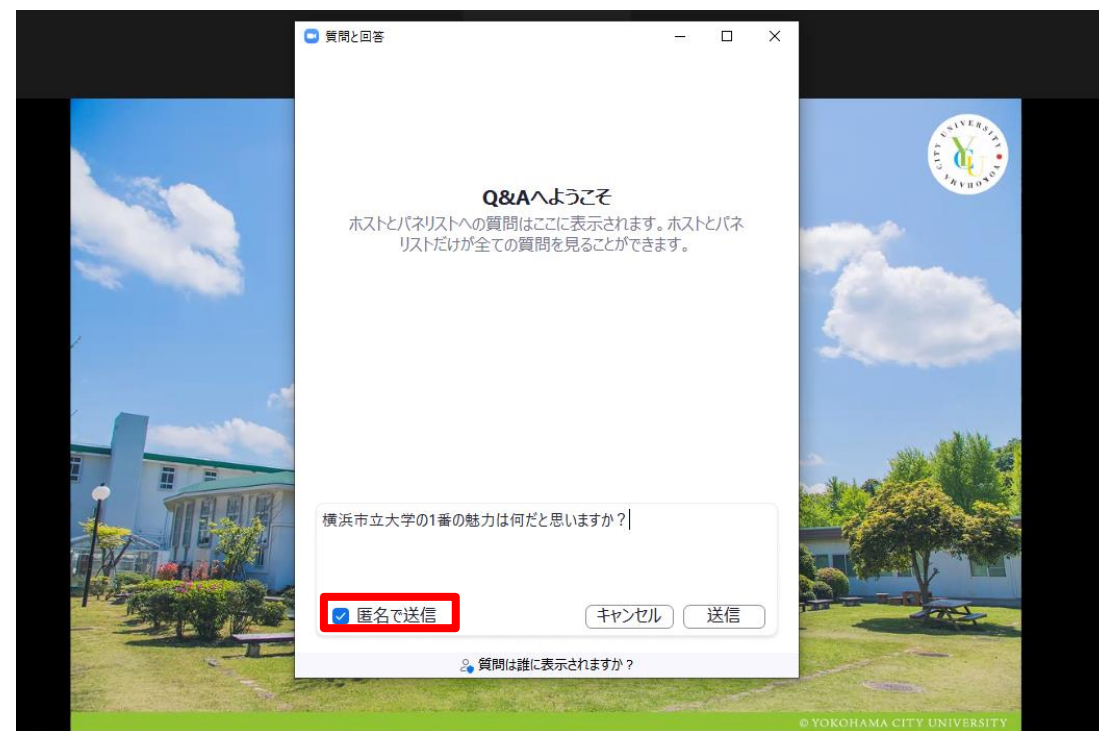 質問と回答
YOKOHAMA CITY UNIVERSITY
YCU
Q&Aへようこそ
ホストとパネリストへの質問はここに表示されます。ホストとパネ
リストだけが全ての質問を見ることができます。
横浜市立大学の1番の魅力は何だと思いますか？
匿名で送信
キャンセル
送信
質問は誰に表示されますか？
© YOKOHAMA CITY UNIVERSITY